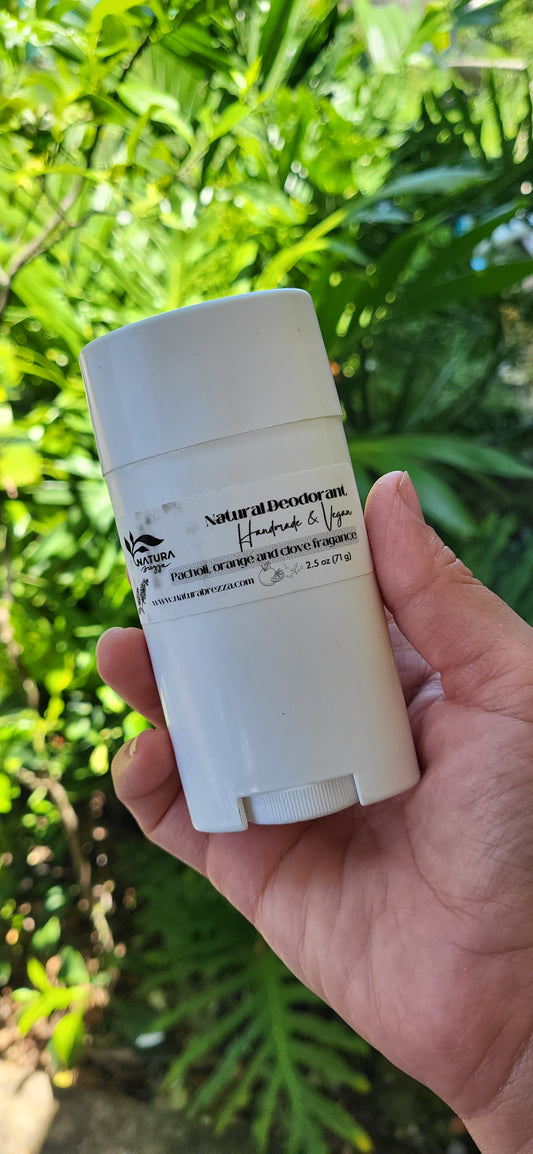 Natural Deodorant
Handmade & Vegan
NATURA
brezza
Pacholi, orange and clove fragance
www.naturabrezza.com
2.5 oz (71 g)